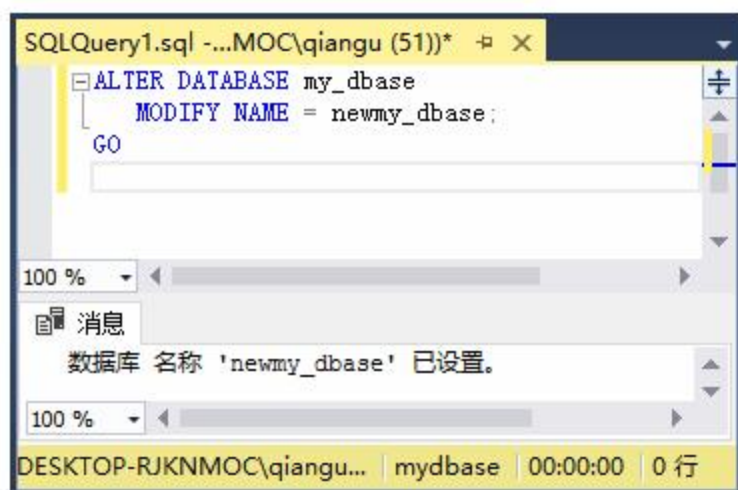 SQLQuery1.sql -...MOC\qiangu (51))*
ALTER DATABASE my_dbase
MODIFY NAME = newmy_dbase;
GO
100 %
消息
数据库 名称 'newmy_dbase' 已设置。
100 %
DESKTOP-RJKNMOC\qiangu... mydbase 00:00:00 0 行